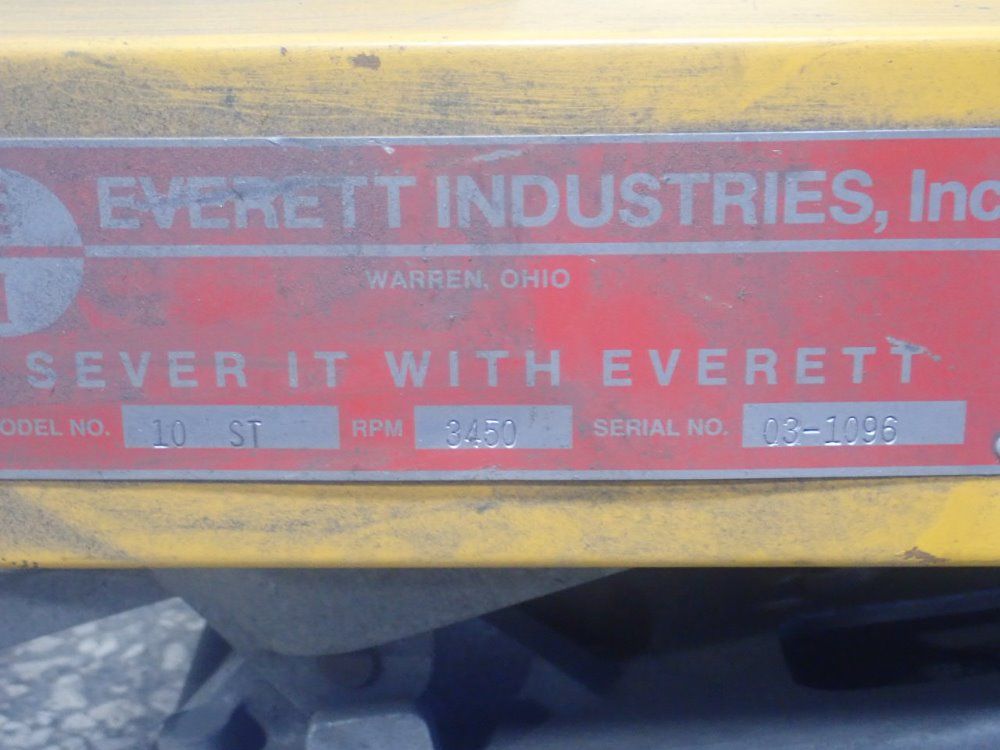 EVERETT INDUSTRIES, Inc
WARREN, OHIO
SEVER IT WITH EVERETT
ODEL NO. 10 ST RPM 3450 SERIAL NO. 03-1096